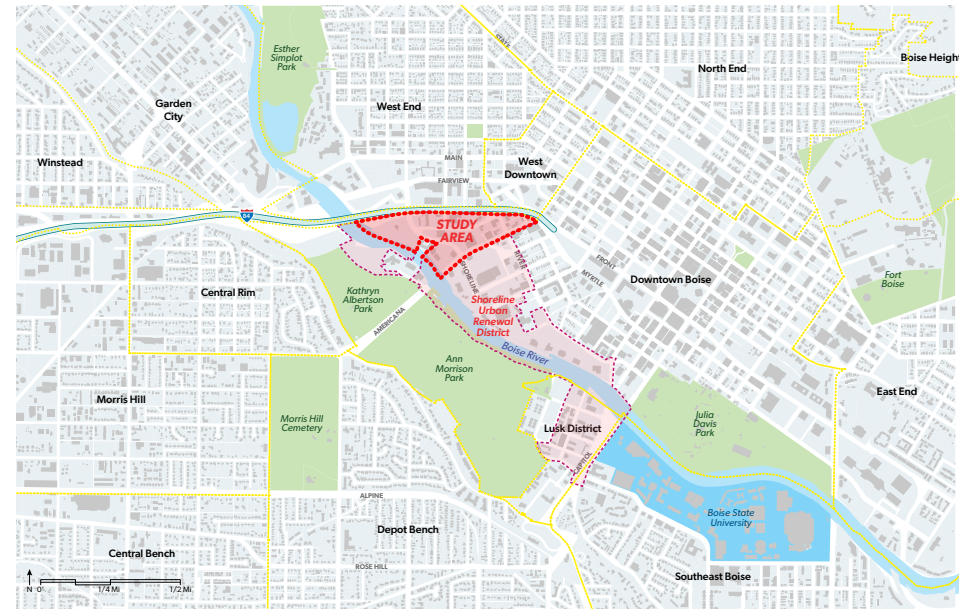 Esther
Simplot
Park
STATE
North End
Boise Height
Garden
City
West End
Winstead
MAIN
FAIRVIEW
West
Downtown
84
STUDY
AREA
SHORELINE
RIVER
FRONT
MYRTLE
Downtown Boise
Fort
Boise
Central Rim
Kathryn
Albertson
Park
AMERICANA
Shoreline
Urban
Renewal
District
Boise River
Ann
Morrison
Park
East End
Morris Hill
Morris Hill
Cemetery
Julia
Davis
Park
Lusk District
CAPITOL
ALPINE
Boise State
University
Depot Bench
Central Bench
ROSE HILL
Southeast Boise
N 0' 1/4 Mi 1/2 Mi